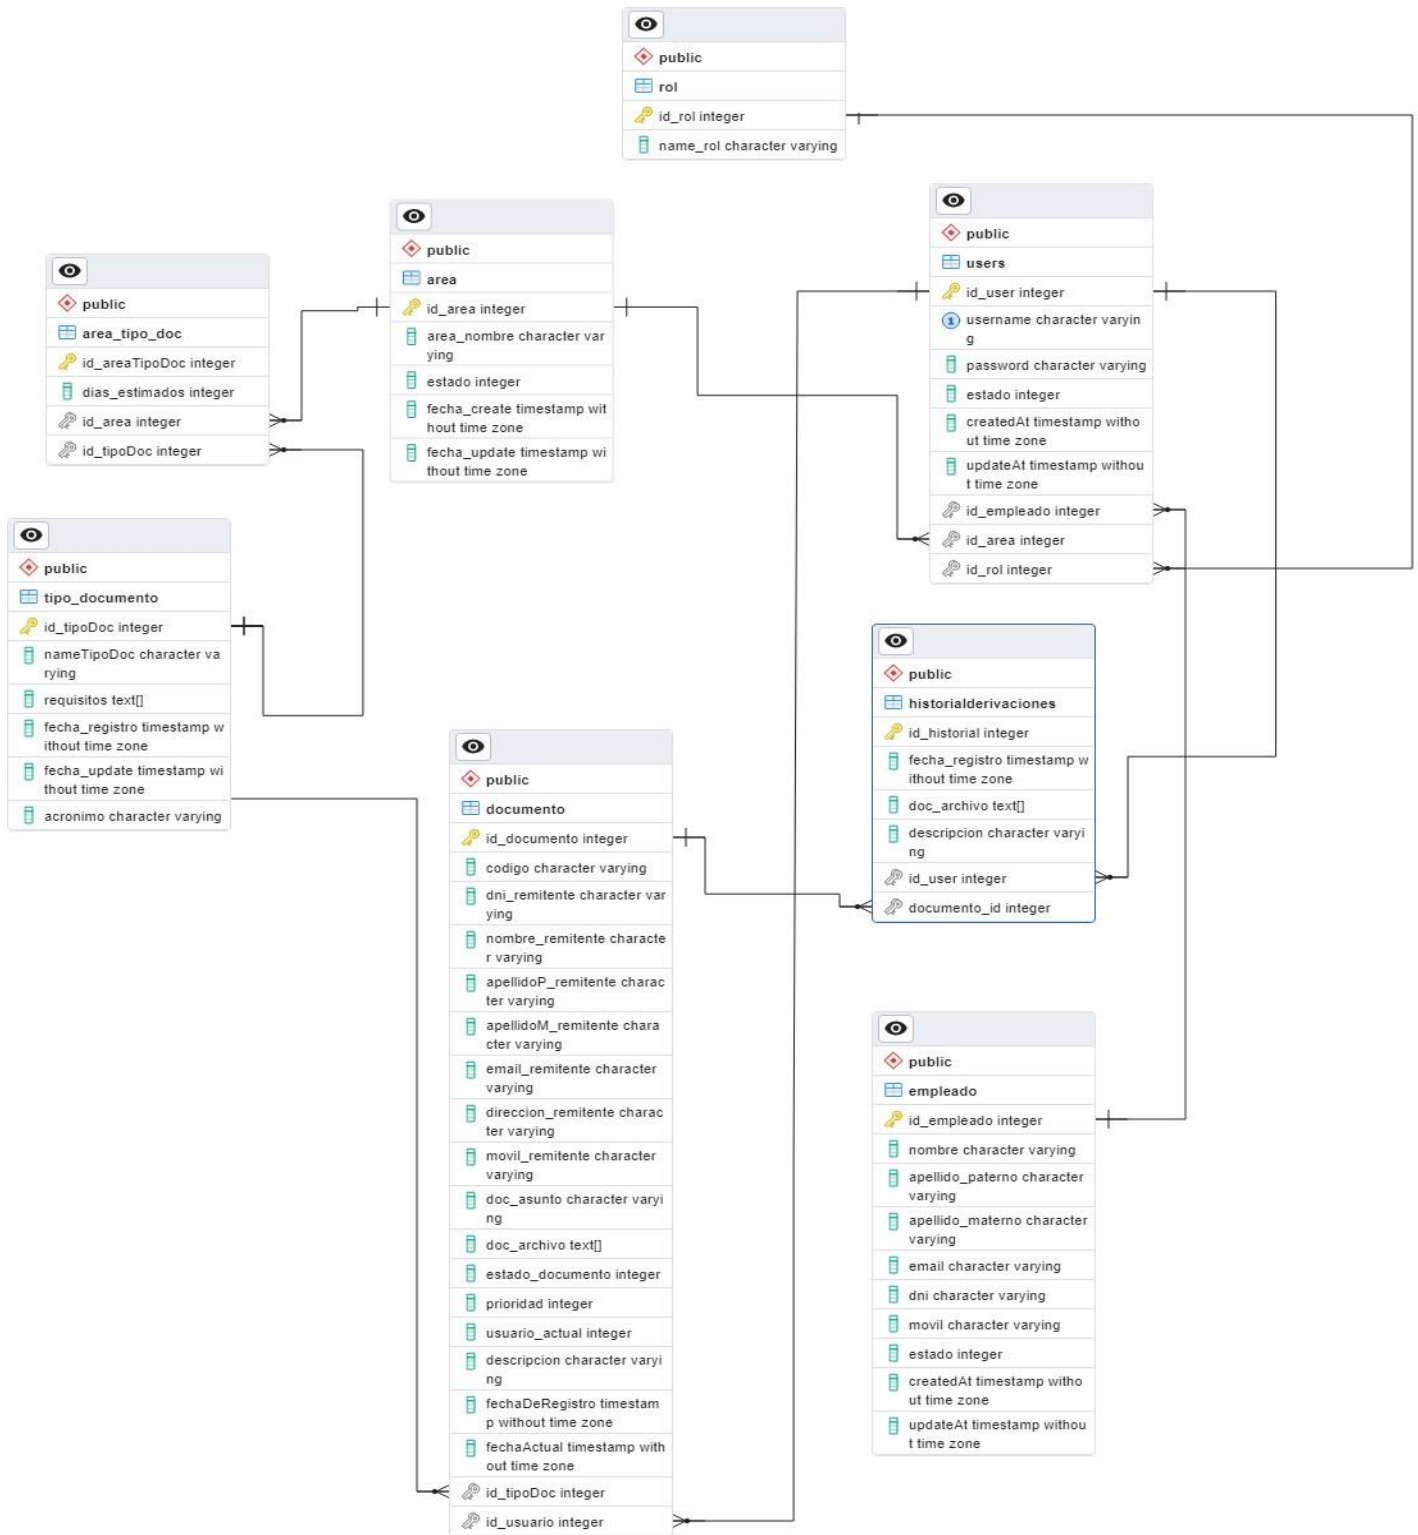 public
rol
id_rol integer
name_rol character varying
public
area
id_area integer
area_nombre character var
ying
estado integer
fecha_create timestamp wit
hout time zone
fecha_update timestamp wi
thout time zone
public
users
id_user integer
1
username character varyin
g
password character varying
estado integer
createdAt timestamp witho
ut time zone
updateAt timestamp withou
t time zone
id_empleado integer
id_area integer
id_rol integer
public
area_tipo_doc
id_areaTipoDoc integer
dias_estimados integer
id_area integer
id_tipoDoc integer
public
tipo_documento
id_tipoDoc integer
nameTipoDoc character va
rying
requisitos text[]
fecha_registro timestamp w
ithout time zone
fecha_update timestamp wi
thout time zone
acronimo character varying
public
historialderivaciones
id_historial integer
fecha_registro timestamp w
ithout time zone
doc_archivo text[]
descripcion character varyi
ng
id_user integer
documento_id integer
public
documento
id_documento integer
codigo character varying
dni_remitente character var
ying
nombre_remitente characte
r varying
apellidoP_remitente charac
ter varying
apellidoM_remitente chara
cter varying
email_remitente character
varying
direccion_remitente charac
ter varying
movil_remitente character
varying
doc_asunto character varyi
ng
doc_archivo text[]
estado_documento integer
prioridad integer
usuario_actual integer
descripcion character varyi
ng
fechaDeRegistro timestam
p without time zone
fechaActual timestamp with
out time zone
id_tipoDoc integer
id_usuario integer
public
empleado
id_empleado integer
nombre character varying
apellido_paterno character
varying
apellido_materno character
varying
email character varying
dni character varying
movil character varying
estado integer
createdAt timestamp witho
ut time zone
updateAt timestamp withou
t time zone